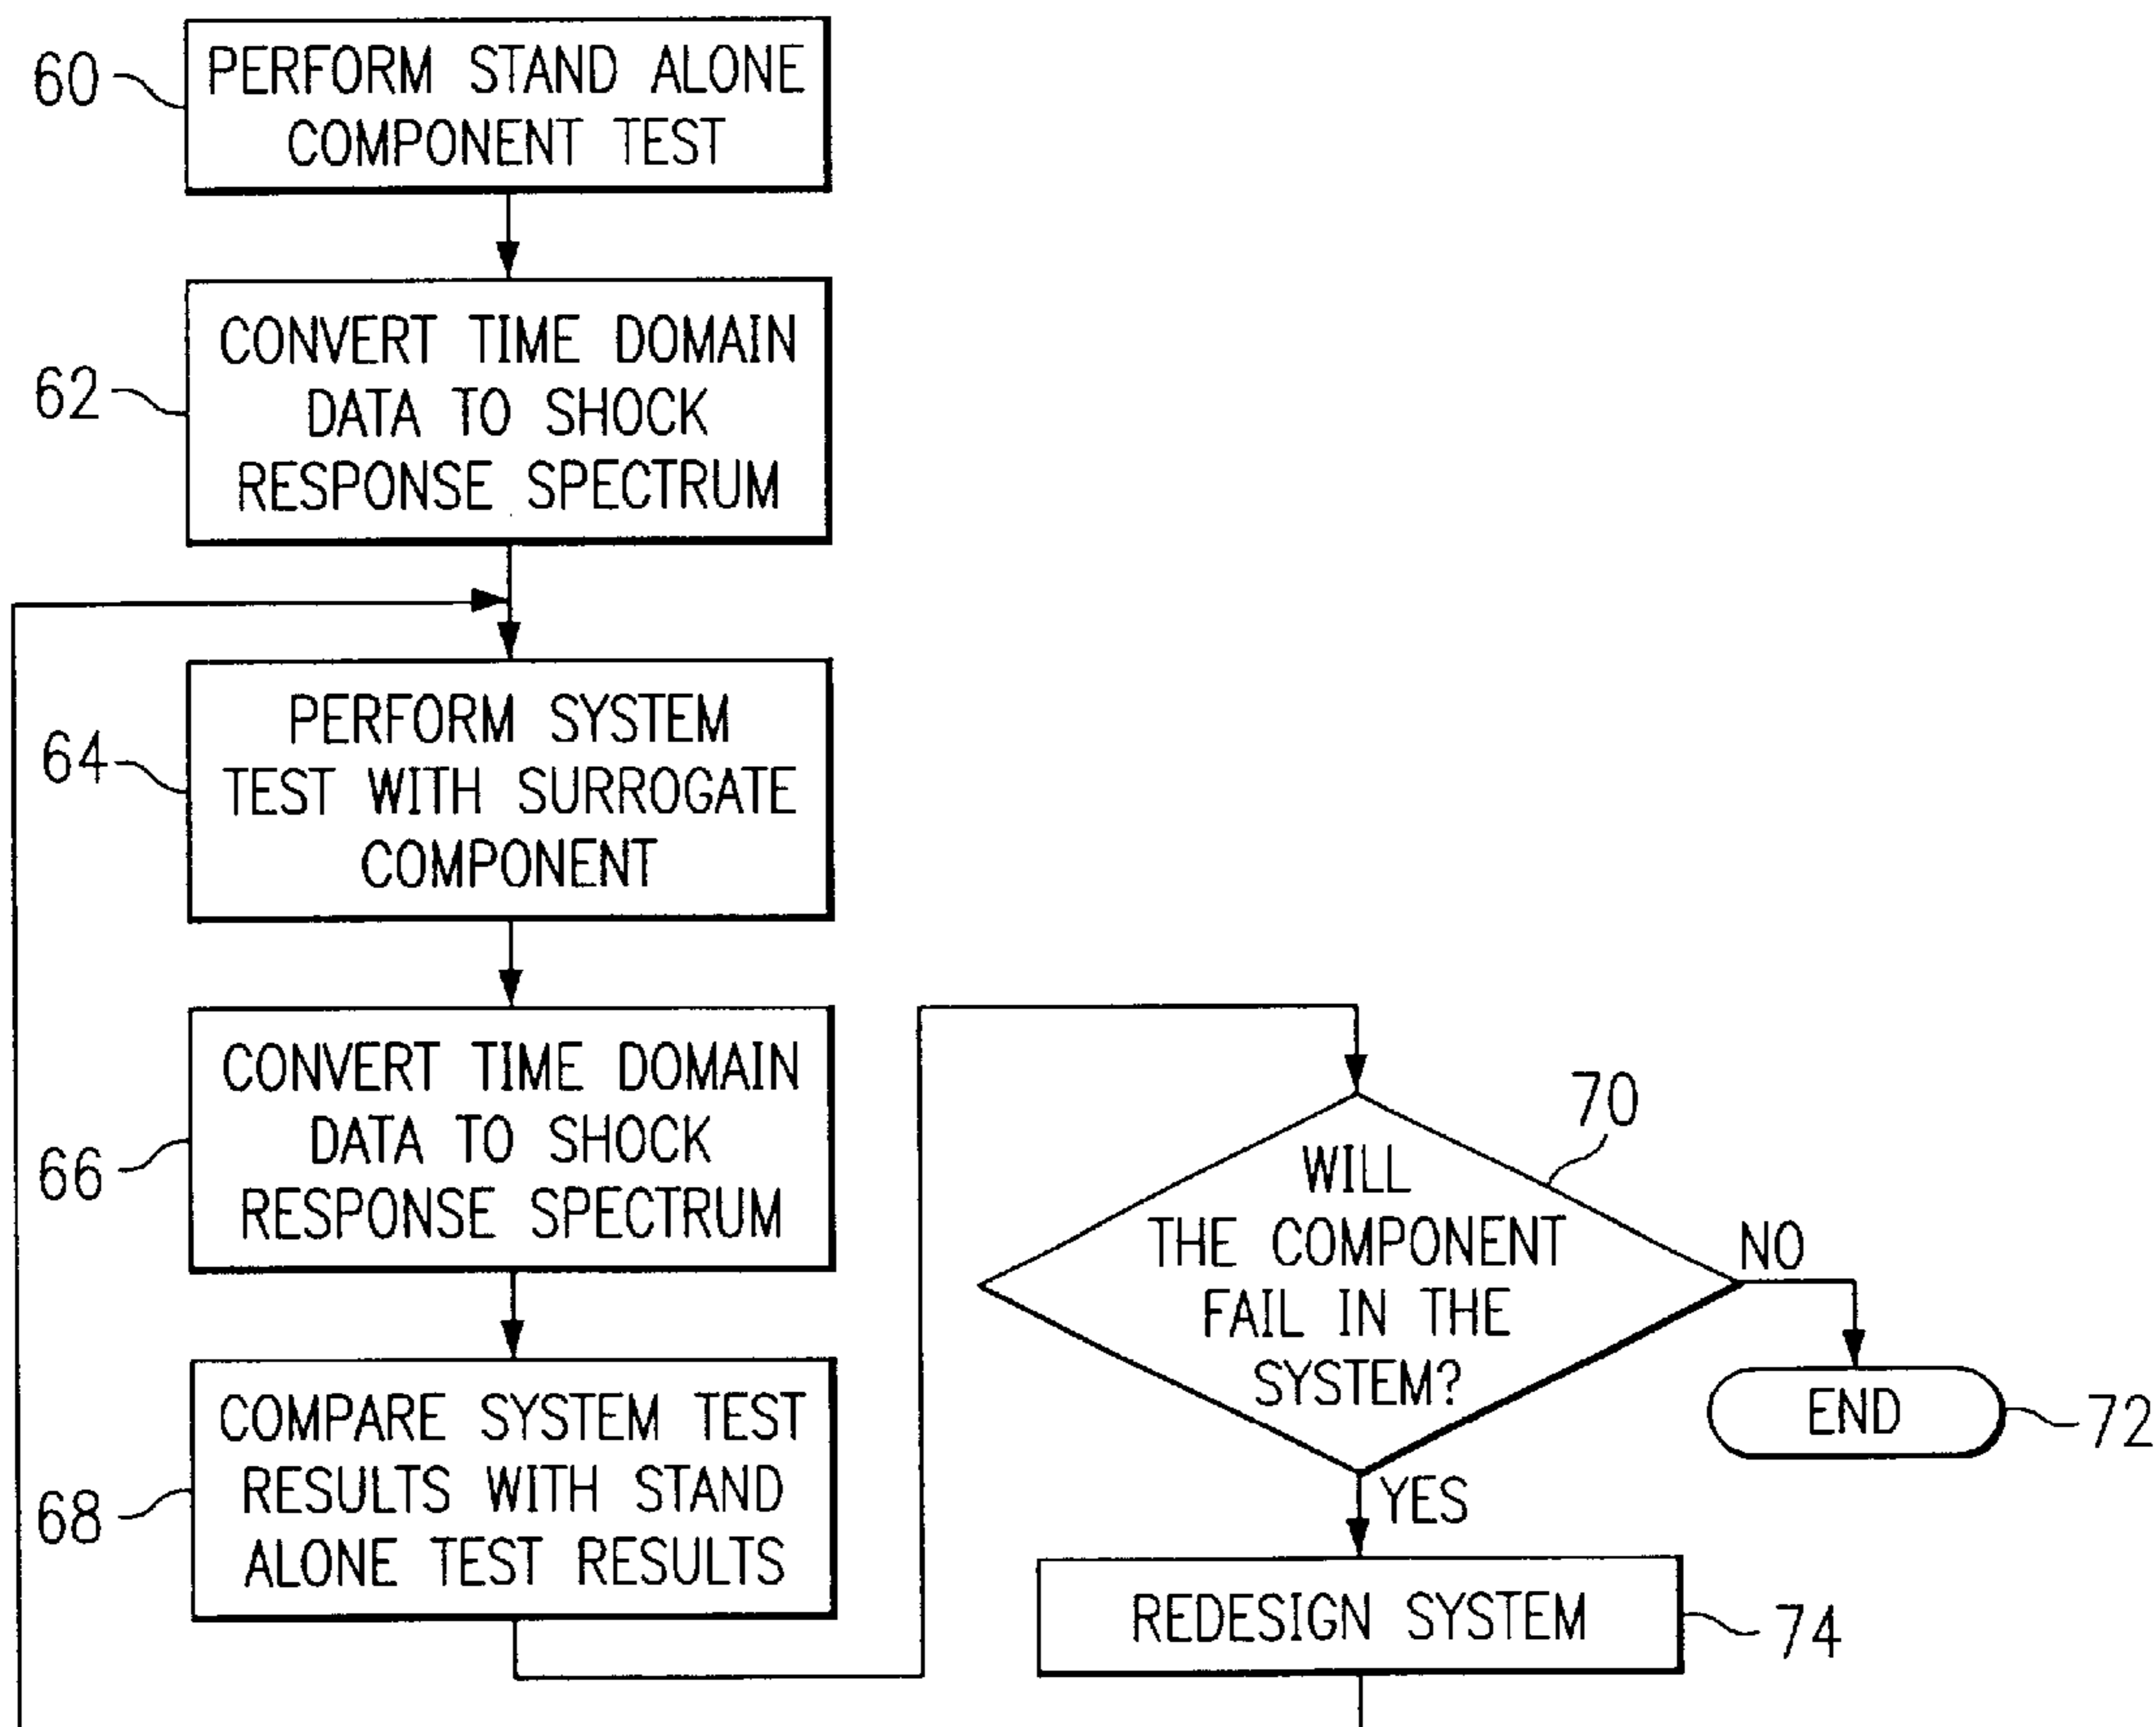 60
PERFORM STAND ALONE
COMPONENT TEST
62
CONVERT TIME DOMAIN
DATA TO SHOCK
RESPONSE SPECTRUM
64
PERFORM SYSTEM
TEST WITH SURROGATE
COMPONENT
66
CONVERT TIME DOMAIN
DATA TO SHOCK
RESPONSE SPECTRUM
68
COMPARE SYSTEM TEST
RESULTS WITH STAND
ALONE TEST RESULTS
70
WILL
THE COMPONENT
FAIL IN THE
SYSTEM?
NO
END
72
YES
REDESIGN SYSTEM
74